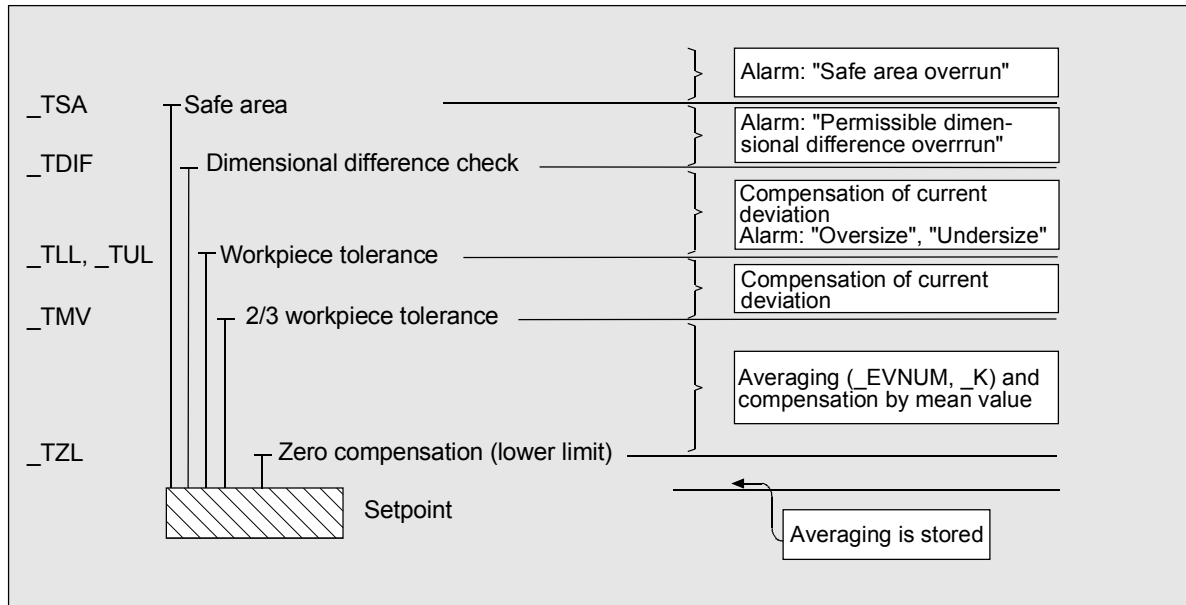 Alarm: "Safe area overrun"
_TSA
Safe area
Alarm: "Permissible dimen-
sional difference overrrun"
_TDIF
Dimensional difference check
Compensation of current
deviation
Alarm: "Oversize", "Undersize"
_TLL, _TUL
Workpiece tolerance
Compensation of current
deviation
_TMV
2/3 workpiece tolerance
Averaging (_EVNUM, _K) and
compensation by mean value
_TZL
Zero compensation (lower limit)
Setpoint
Averaging is stored